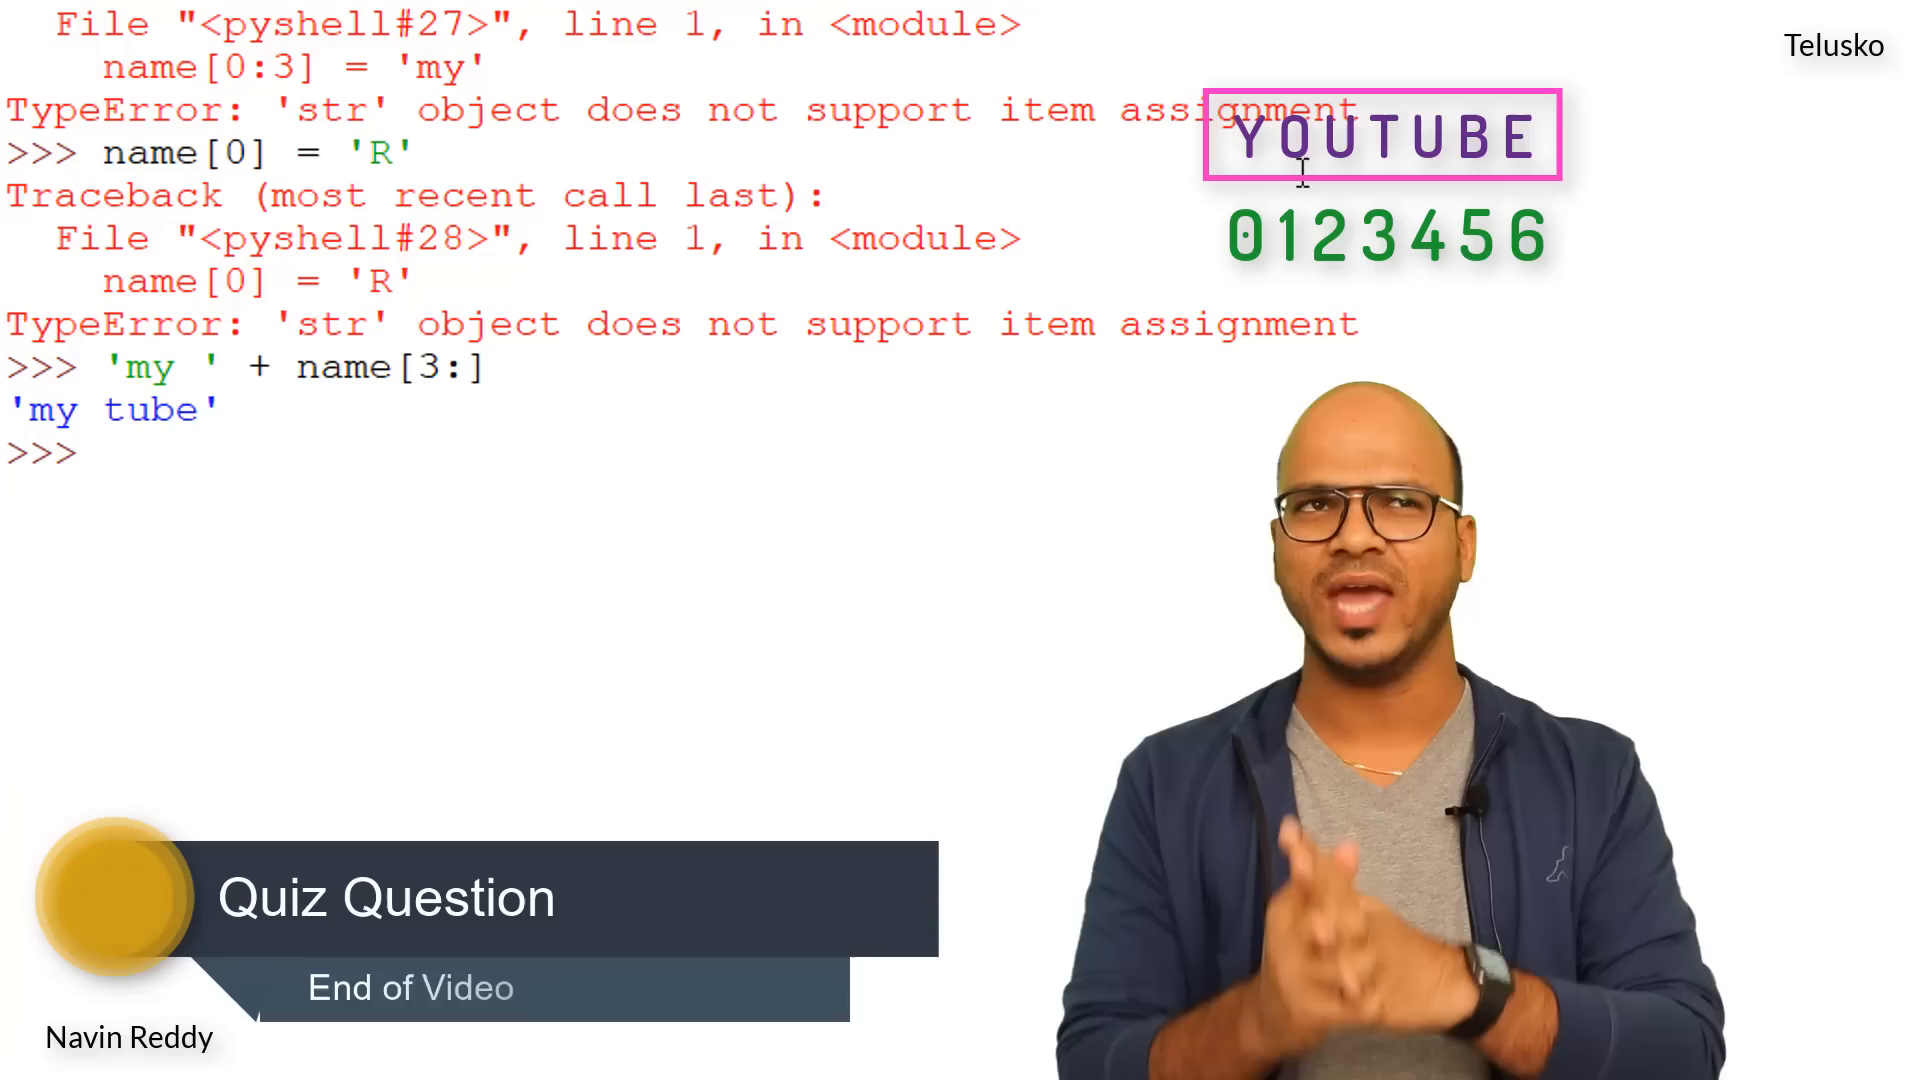 File "<pyshell#27>", line 1, in <module>
name[0:3] = 'my'
TypeError: 'str' object does not support item assignment
>>> name[0] = 'R'
Traceback (most recent call last):
File "<pyshell#28>", line 1, in <module>
name[0] = 'R'
TypeError: 'str' object does not support item assignment
>>> 'my ' + name[3:]
'my tube'
>>>
Telusko
YOUTUBE
0123456
Quiz Question
End of Video
Navin Reddy